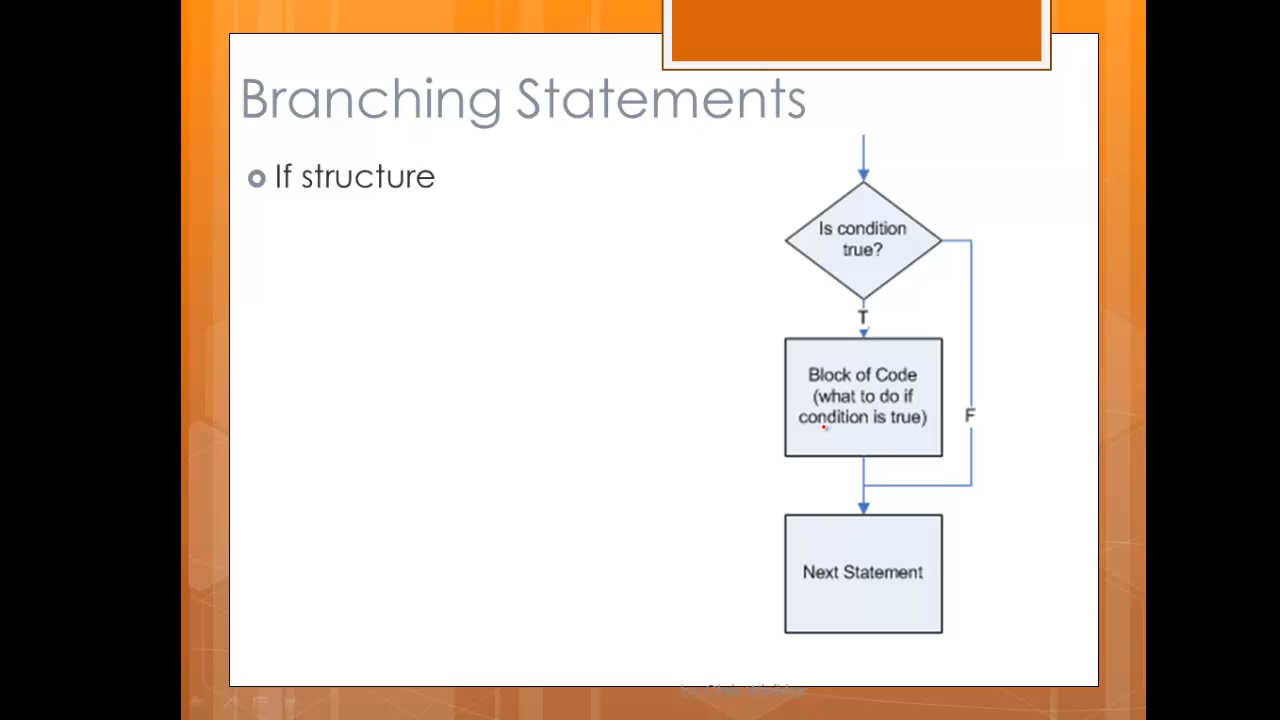 Branching Statements
If structure
Is condition
true?
T
Block of Code
(what to do if
condition is true)
F
Next Statement